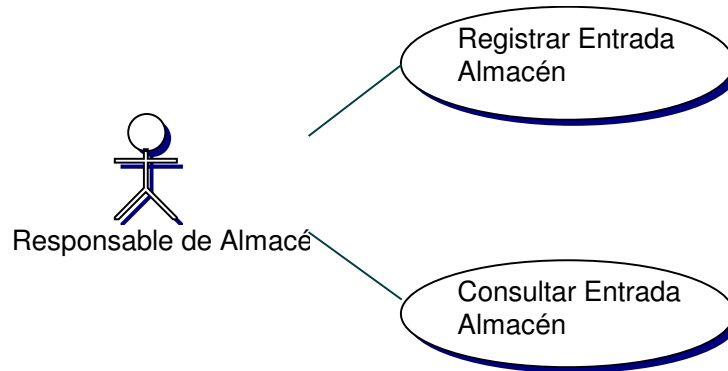 Registrar Entrada
Almacén
Responsable de Almacé
Consultar Entrada
Almacén